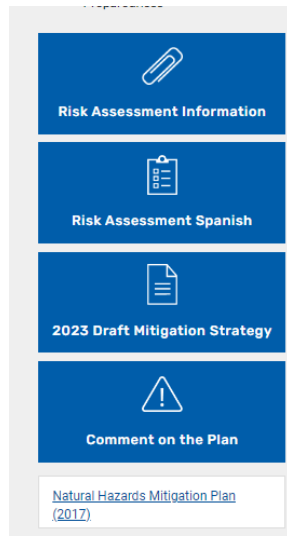 Risk Assessment Information
Risk Assessment Spanish
2023 Draft Mitigation Strategy
Comment on the Plan
Natural Hazards Mitigation Plan
(2017)